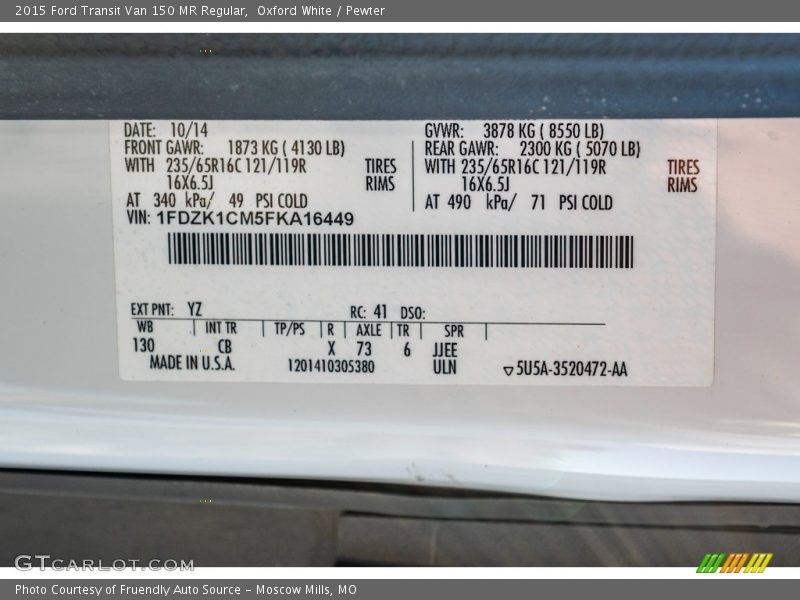 2015 Ford Transit Van 150 MR Regular, Oxford White / Pewter
DATE: 10/14 GVWR: 3878 KG ( 8550 LB)
FRONT GAWR: 1873 KG ( 4130 LB) REAR GAWR: 2300 KG ( 5070 LB)
WITH 235/65R16C 121/119R TIRES WITH 235/65R16C 121/119R TIRES
16X6.5J RIMS 16X6.5J RIMS
AT 340 kPa/ 49 PSI COLD AT 490 kPa/ 71 PSI COLD
VIN: 1FDZK1CM5FKA16449
EXT PNT: YZ RC: 41 DSO:
WB INT TR TP/PS R AXLE TR SPR
130 CB X 73 6 JJEE
MADE IN U.S.A. 1201410305380 ULN 5U5A-3520472-AA
GTCARLOT.COM
Photo Courtesy of Fruendly Auto Source - Moscow Mills, MO